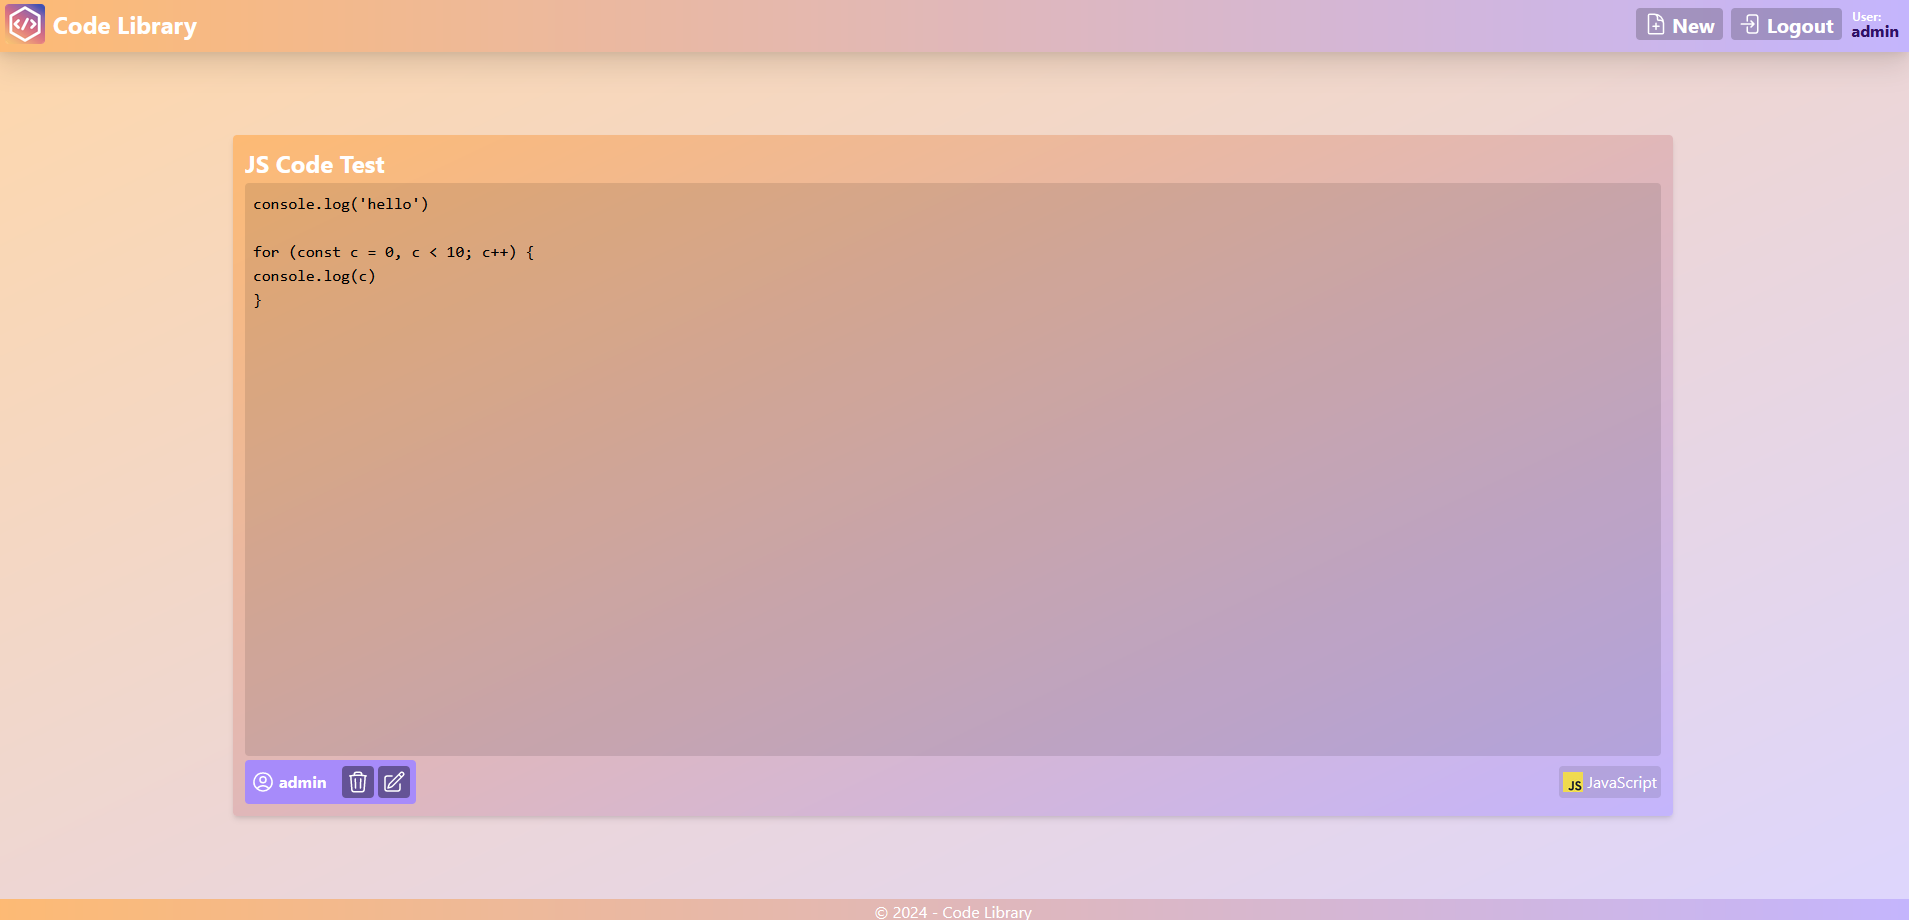 Code Library
New
Logout
User:
admin
JS Code Test
console.log('hello')
for (const c = 0, c < 10; c++) {
console.log(c)
}
admin
JS JavaScript
© 2024 - Code Library